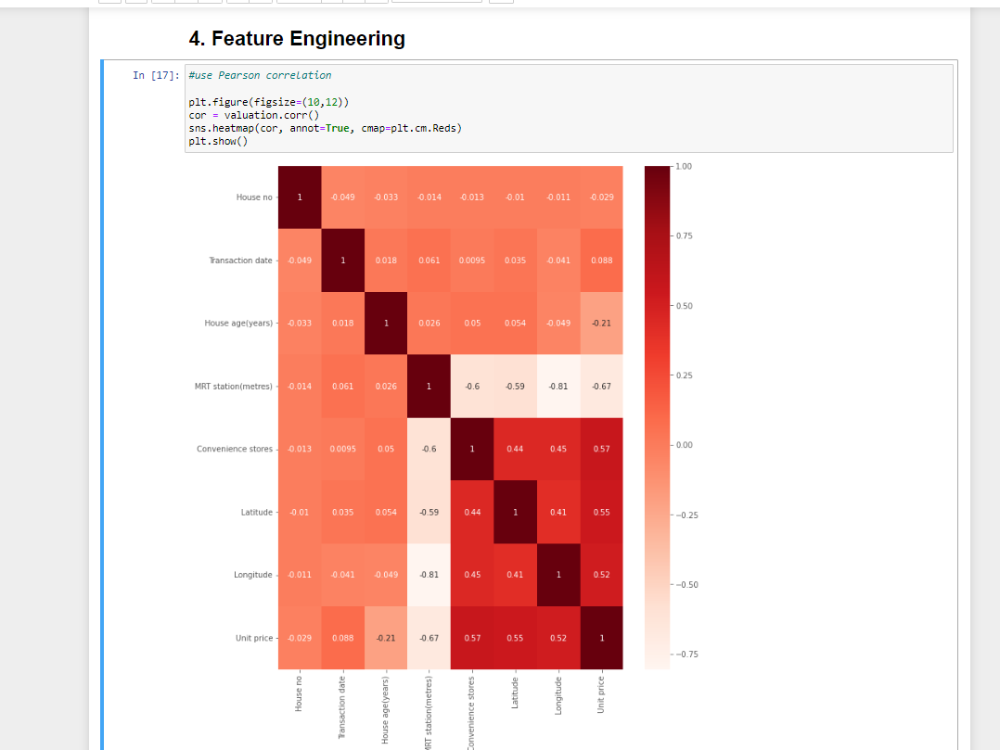 4. Feature Engineering
In [17]:
#use Pearson correlation
plt.figure(figsize=(10,12))
cor = valuation.corr()
sns.heatmap(cor, annot=True, cmap=plt.cm.Reds)
plt.show()
House no 1 -0.049 -0.033 -0.014 -0.013 -0.01 -0.011 -0.029
Transaction date -0.049 1 0.018 0.061 0.0095 0.035 -0.041 0.088
House age(years) -0.033 0.018 1 0.026 0.05 0.054 -0.049 -0.21
MRT station(metres) -0.014 0.061 0.026 1 -0.6 -0.59 -0.81 -0.67
Convenience stores -0.013 0.0095 0.05 -0.6 1 0.44 0.45 0.57
Latitude -0.01 0.035 0.054 -0.59 0.44 1 0.41 0.55
Longitude -0.011 -0.041 -0.049 -0.81 0.45 0.41 1 0.52
Unit price -0.029 0.088 -0.21 -0.67 0.57 0.55 0.52 1
House no
Transaction date
House age(years)
MRT station(metres)
Convenience stores
Latitude
Longitude
Unit price
1.00
0.75
0.50
0.25
0.00
−0.25
−0.50
−0.75